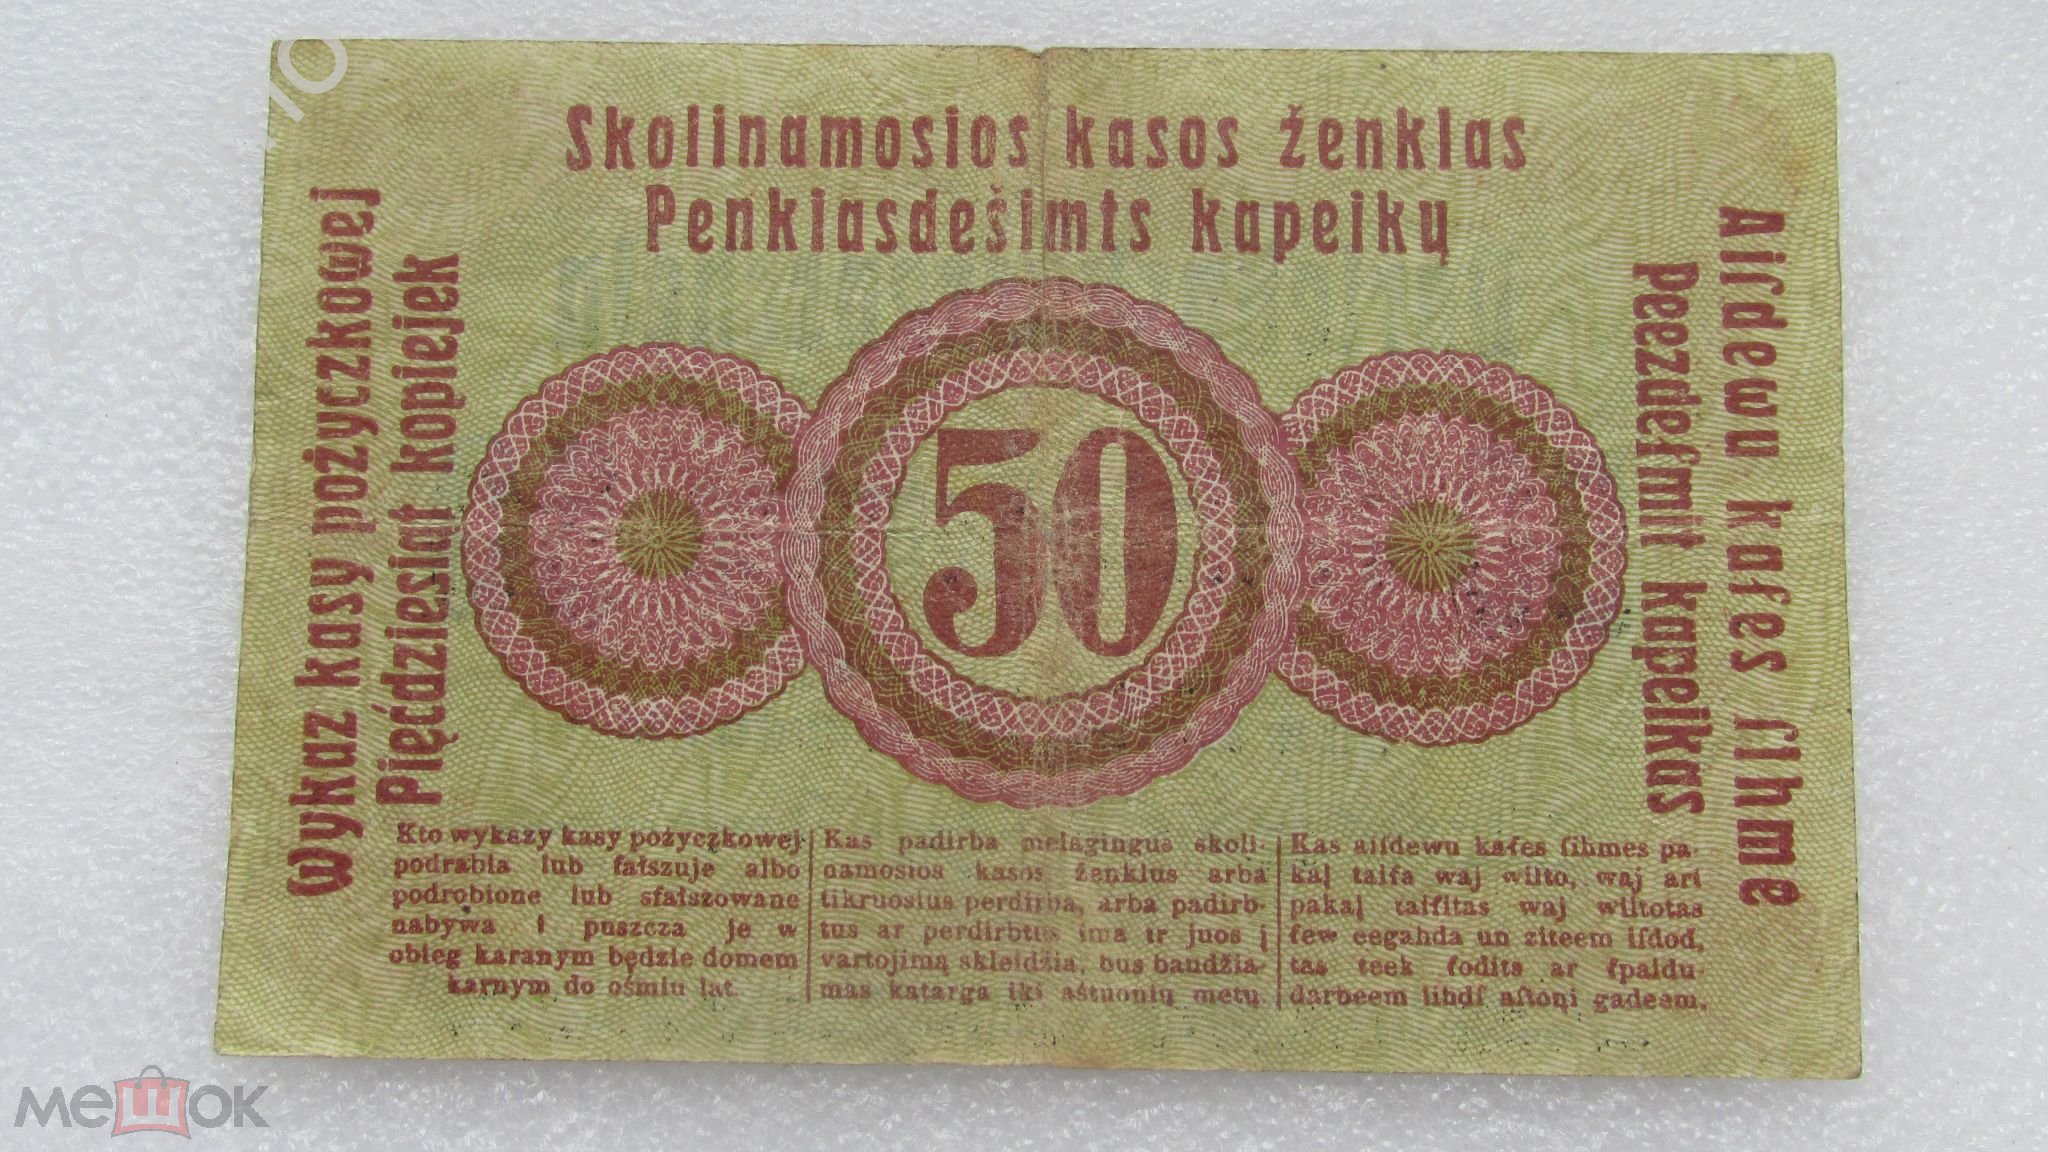 Skolinamosios kasos ženklas
Penkiasdešimts kapeikų
Wykaz kasy pożyczkowej
Pięćdziesiat kopiejek
Aisdewu kaſes ſihme
Peezdeſmit kapeikas
50
Kto wykazy kasy pożyczkowej
podrabia lub fałszuje albo
podrobione lub sfałszowane
nabywa i puszcza je w
obieg karanym będzie domem
karnym do ośmiu lat.
Kas padirba melagingus skoli-
namosios kasos ženklus arba
tikruosius perdirba, arba padirb-
tus ar perdirbtus ima ir juos į
vartojimą skleidžia, bus baudžia-
mas katarga iki aštuonių metų.
Kas aiſdewu kaſes ſihmes pa-
kaļ taiſa waj wilto, waj arī
pakaļ taiſitas waj wiltotas
ſew eegahda un ziteem iſdod,
tas teek ſodits ar ſpaidu-
darbeem lihdſ aſtoņi gadeem.
мешок